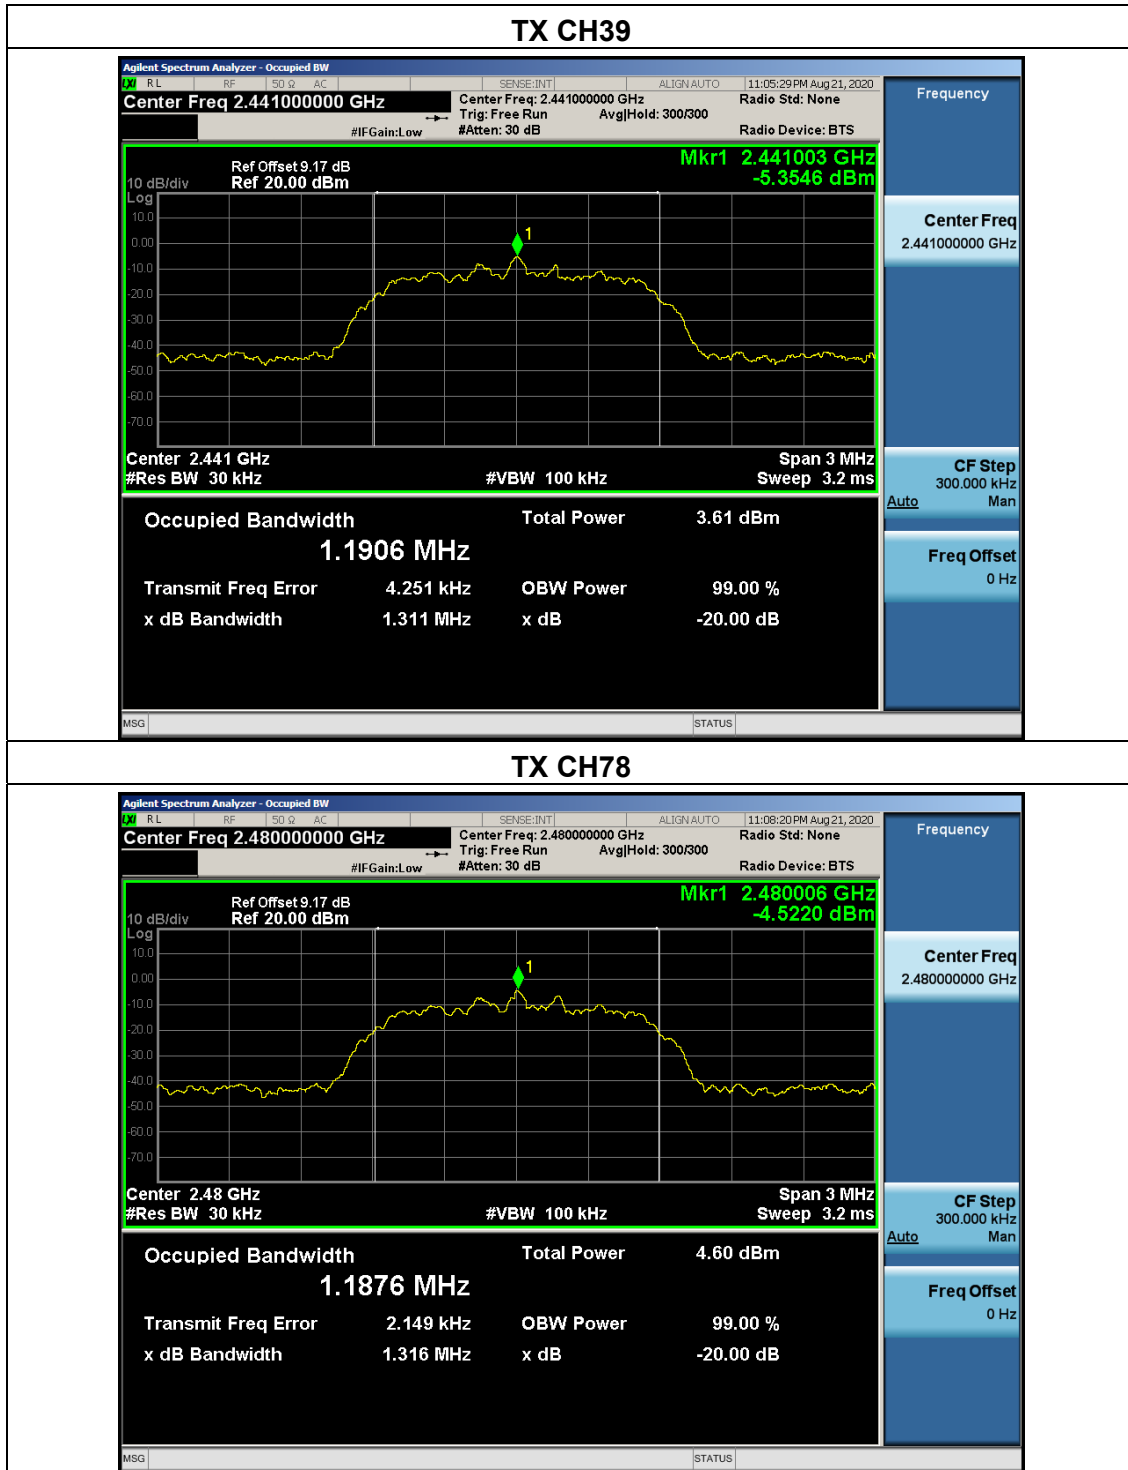 TX CH39
Agilent Spectrum Analyzer - Occupied BW
LXI RL RF 50 Ω AC SENSE:INT ALIGN AUTO 11:05:29 PM Aug 21, 2020
Center Freq 2.441000000 GHz
Center Freq: 2.441000000 GHz Radio Std: None
Trig: Free Run Avg|Hold: 300/300
#IFGain:Low #Atten: 30 dB Radio Device: BTS
Frequency
Mkr1 2.441003 GHz
-5.3546 dBm
Ref Offset 9.17 dB
10 dB/div Ref 20.00 dBm
Log
10.0
0.00
-10.0
-20.0
-30.0
-40.0
-50.0
-60.0
-70.0
1
Center Freq
2.441000000 GHz
Center 2.441 GHz Span 3 MHz
#Res BW 30 kHz #VBW 100 kHz Sweep 3.2 ms
CF Step
300.000 kHz
Auto Man
Occupied Bandwidth Total Power 3.61 dBm
1.1906 MHz
Freq Offset
0 Hz
Transmit Freq Error 4.251 kHz OBW Power 99.00 %
x dB Bandwidth 1.311 MHz x dB -20.00 dB
MSG STATUS
TX CH78
Agilent Spectrum Analyzer - Occupied BW
LXI RL RF 50 Ω AC SENSE:INT ALIGN AUTO 11:08:20 PM Aug 21, 2020
Center Freq 2.480000000 GHz
Center Freq: 2.480000000 GHz Radio Std: None
Trig: Free Run Avg|Hold: 300/300
#IFGain:Low #Atten: 30 dB Radio Device: BTS
Frequency
Mkr1 2.480006 GHz
-4.5220 dBm
Ref Offset 9.17 dB
10 dB/div Ref 20.00 dBm
Log
10.0
0.00
-10.0
-20.0
-30.0
-40.0
-50.0
-60.0
-70.0
1
Center Freq
2.480000000 GHz
Center 2.48 GHz Span 3 MHz
#Res BW 30 kHz #VBW 100 kHz Sweep 3.2 ms
CF Step
300.000 kHz
Auto Man
Occupied Bandwidth Total Power 4.60 dBm
1.1876 MHz
Freq Offset
0 Hz
Transmit Freq Error 2.149 kHz OBW Power 99.00 %
x dB Bandwidth 1.316 MHz x dB -20.00 dB
MSG STATUS